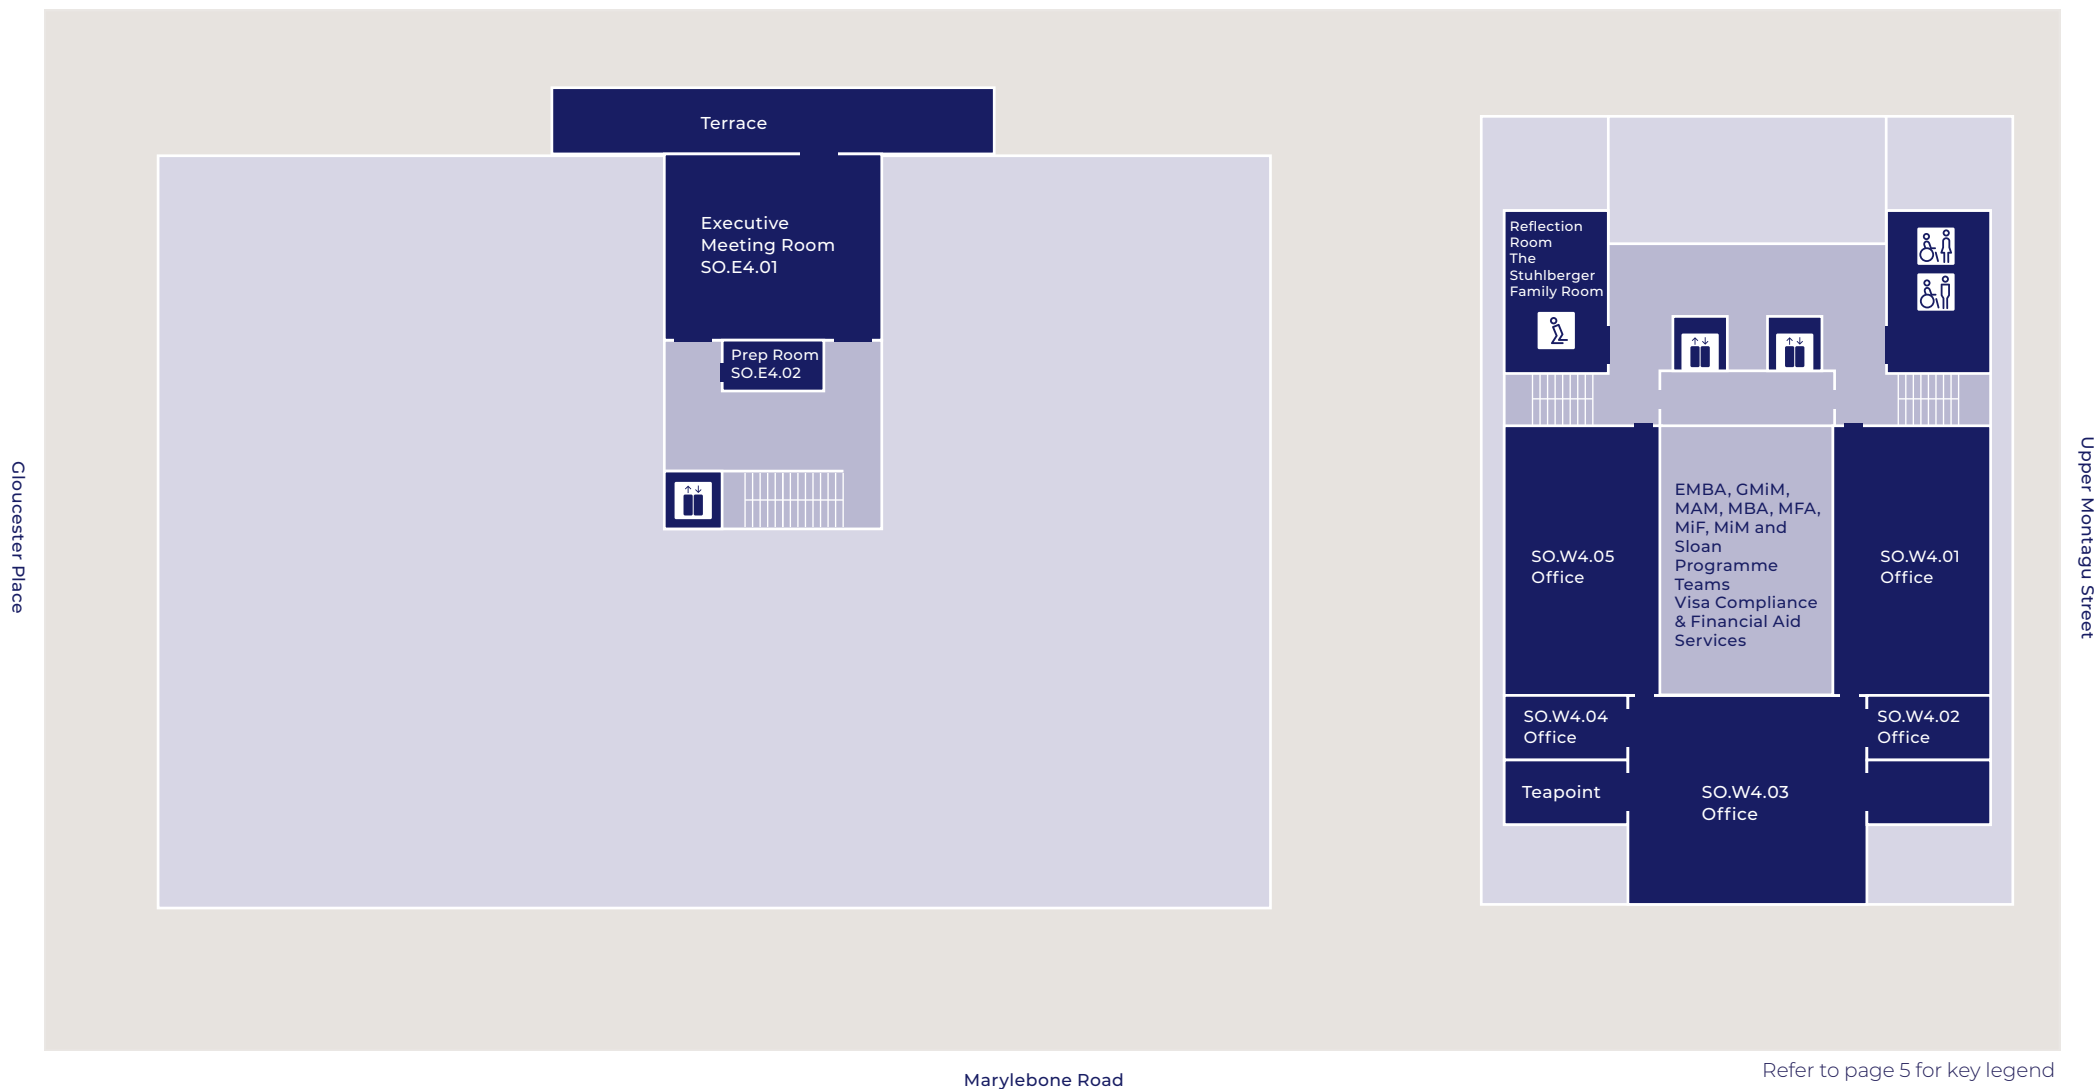 Terrace
Executive
Meeting Room
SO.E4.01
Prep Room
SO.E4.02
Reflection
Room
The
Stuhlberger
Family Room
EMBA, GMiM,
MAM, MBA, MFA,
MiF, MiM and
Sloan
Programme
Teams
Visa Compliance
& Financial Aid
Services
SO.W4.05
Office
SO.W4.01
Office
SO.W4.04
Office
SO.W4.02
Office
Teapoint
SO.W4.03
Office
Gloucester Place
Upper Montagu Street
Marylebone Road
Refer to page 5 for key legend